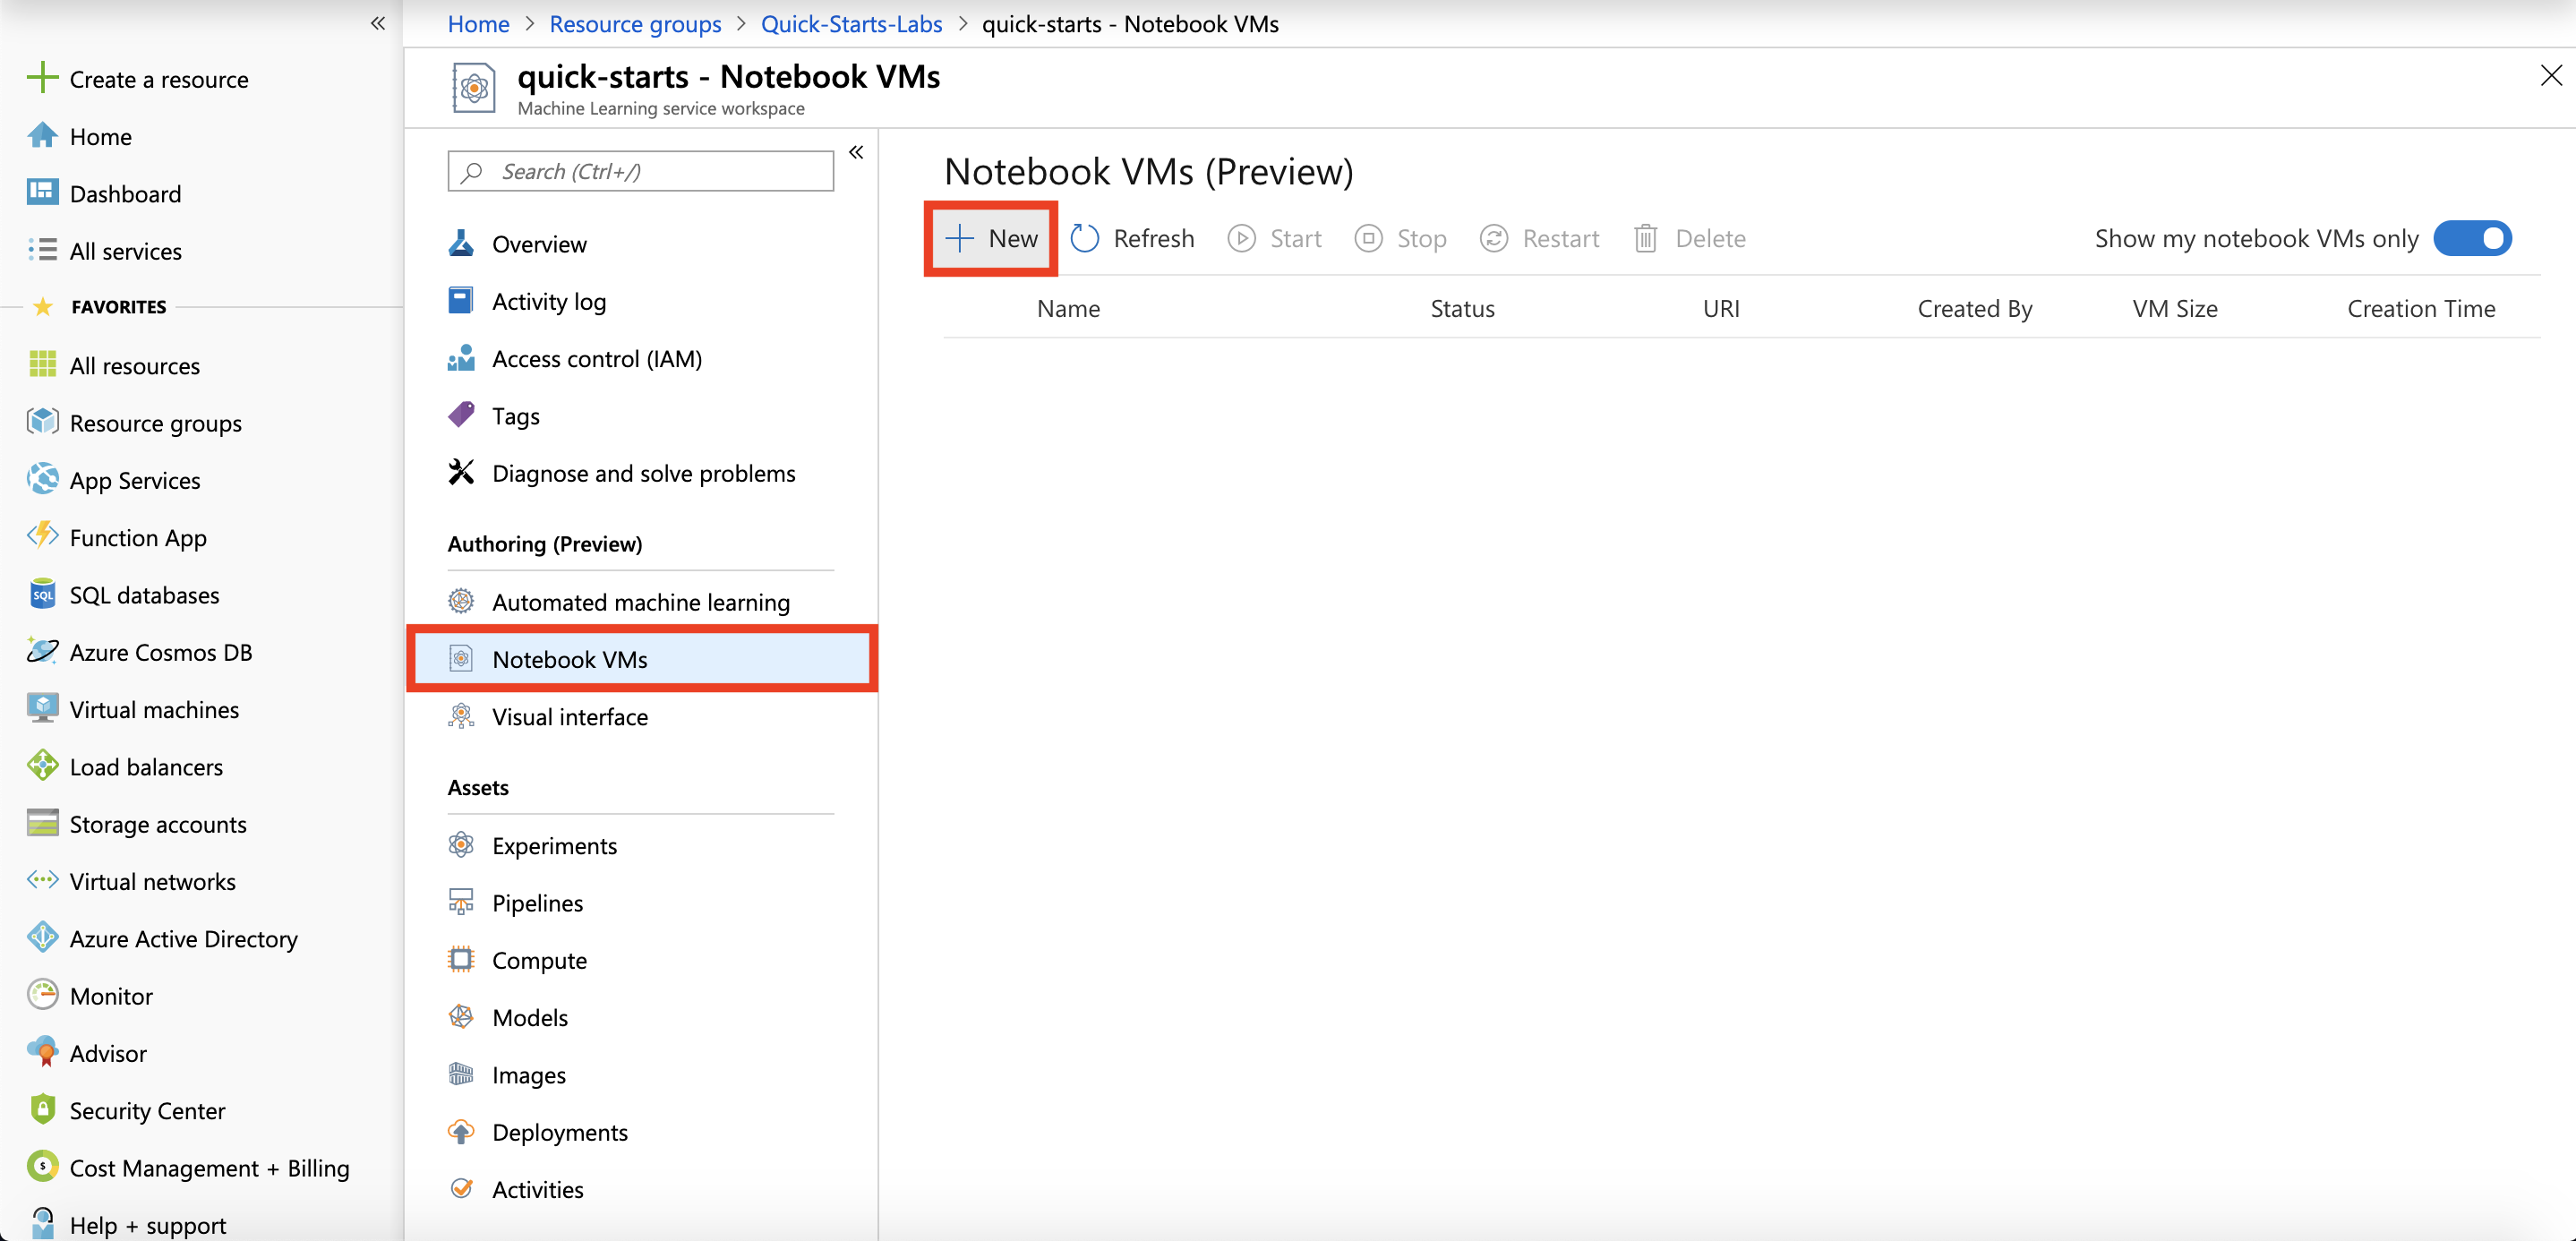 Home > Resource groups > Quick-Starts-Labs > quick-starts - Notebook VMs
quick-starts - Notebook VMs
Machine Learning service workspace
Create a resource
Home
Dashboard
All services
FAVORITES
All resources
Resource groups
App Services
Function App
SQL databases
Azure Cosmos DB
Virtual machines
Load balancers
Storage accounts
Virtual networks
Azure Active Directory
Monitor
Advisor
Security Center
Cost Management + Billing
Help + support
Search (Ctrl+/)
Overview
Activity log
Access control (IAM)
Tags
Diagnose and solve problems
Authoring (Preview)
Automated machine learning
Notebook VMs
Visual interface
Assets
Experiments
Pipelines
Compute
Models
Images
Deployments
Activities
Notebook VMs (Preview)
New Refresh Start Stop Restart Delete Show my notebook VMs only
Name Status URI Created By VM Size Creation Time